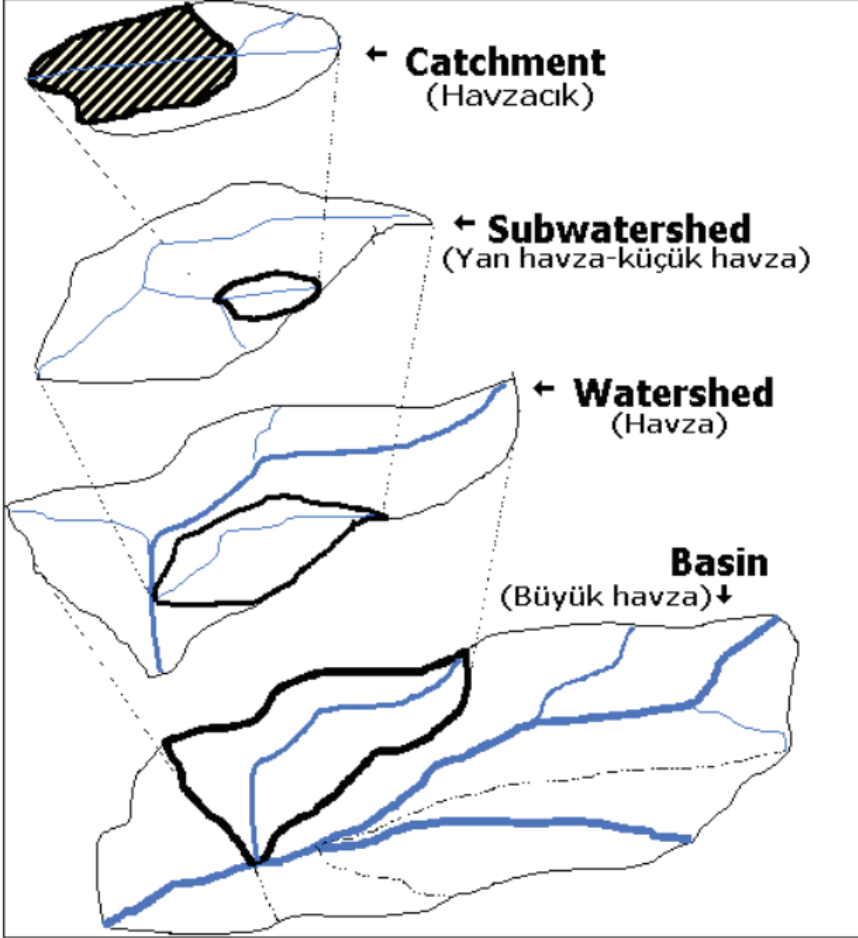 ← Catchment
(Havzacık)
← Subwatershed
(Yan havza-küçük havza)
← Watershed
(Havza)
Basin
(Büyük havza)↓